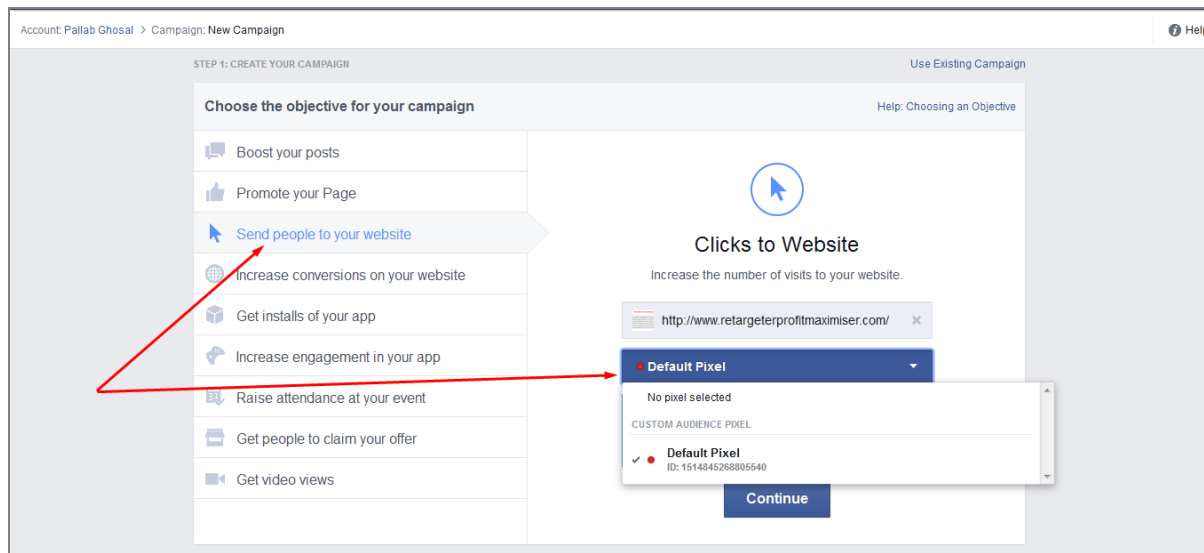 Account: Pallab Ghosal > Campaign: New Campaign
STEP 1: CREATE YOUR CAMPAIGN
Use Existing Campaign
Choose the objective for your campaign
Help: Choosing an Objective
Boost your posts
Promote your Page
Send people to your website
Increase conversions on your website
Get installs of your app
Increase engagement in your app
Raise attendance at your event
Get people to claim your offer
Get video views
Clicks to Website
Increase the number of visits to your website.
http://www.retargeterprofitmaximiser.com/
Default Pixel
No pixel selected
CUSTOM AUDIENCE PIXEL
Default Pixel
ID: 1514845268805540
Continue